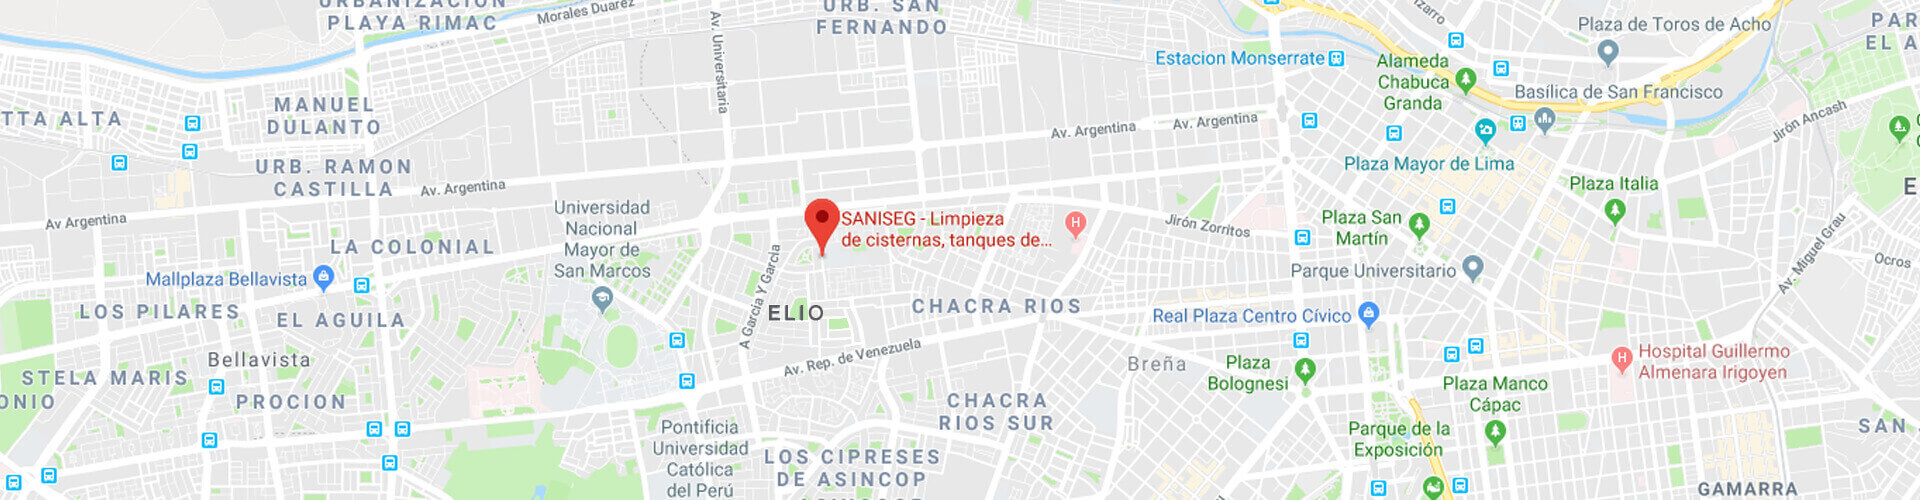 URBANIZACIÓN
PLAYA RIMAC
Morales Duarez
Av. Universitaria
URB. SAN
FERNANDO
Plaza de Toros de Acho
Estacion Monserrate
Alameda
Chabuca
Granda
Basílica de San Francisco
Jirón Ancash
PAR
EL A
TTA ALTA
MANUEL
DULANTO
URB. RAMON
CASTILLA
Av. Argentina
Av. Argentina
Av. Argentina
Av Argentina
Plaza Mayor de Lima
Plaza Italia
Universidad
Nacional
Mayor de
San Marcos
SANISEG - Limpieza
de cisternas, tanques de...
H
Jirón Zorritos
Plaza San
Martín
Parque Universitario
Av. Miguel Grau
Ocros
E
LA COLONIAL
Mallplaza Bellavista
LOS PILARES
EL AGUILA
A Garcia Y Garcia
ELIO
CHACRA RIOS
Real Plaza Centro Cívico
Bellavista
Av. Rep. de Venezuela
Breña
Plaza
Bolognesi
H
Hospital Guillermo
Almenara Irigoyen
STELA MARIS
ONIO
PROCION
CHACRA
RIOS SUR
Plaza Manco
Cápac
Pontificia
Universidad
Católica
del Perú
LOS CIPRESES
DE ASINCOP
Parque de la
Exposición
SAN
GAMARRA